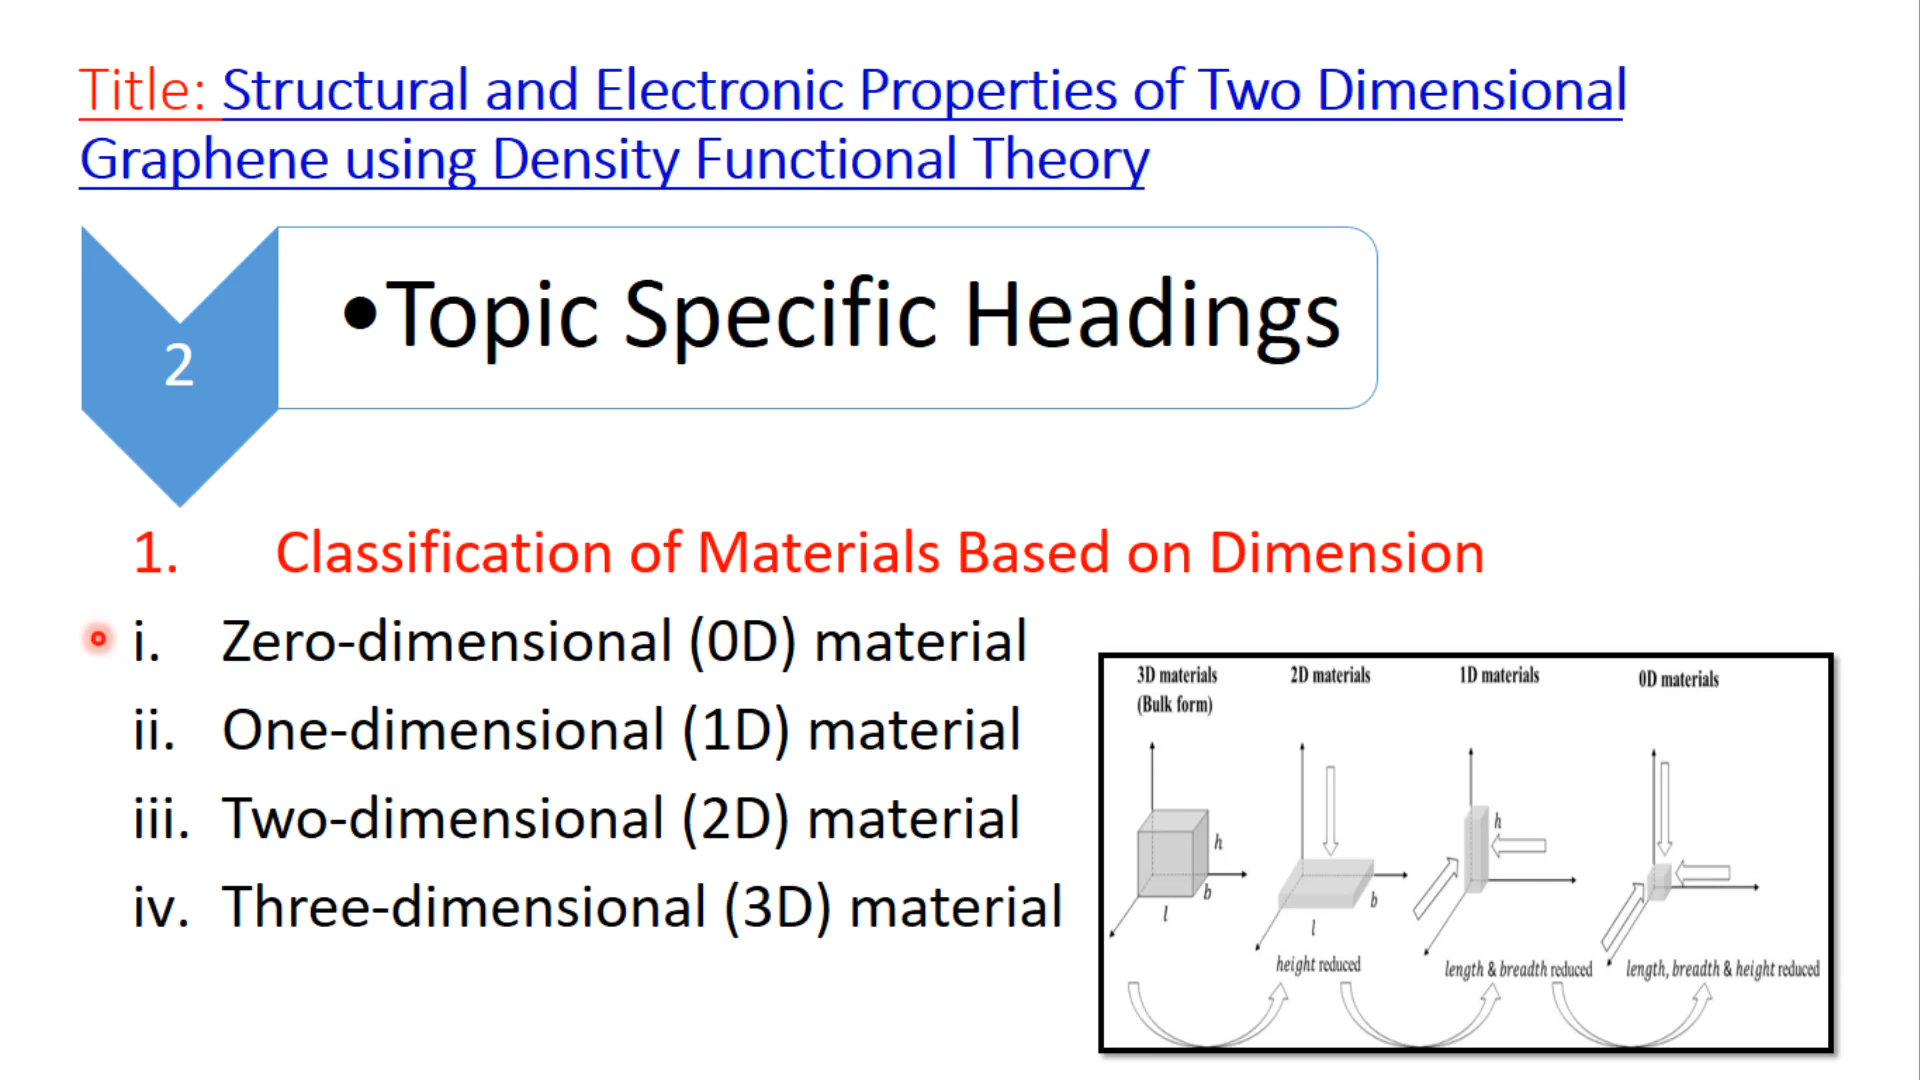 Title: Structural and Electronic Properties of Two Dimensional
Graphene using Density Functional Theory
2
•Topic Specific Headings
1. Classification of Materials Based on Dimension
i. Zero-dimensional (0D) material
ii. One-dimensional (1D) material
iii. Two-dimensional (2D) material
iv. Three-dimensional (3D) material
3D materials
(Bulk form)
h
b
l
2D materials
b
l
height reduced
1D materials
h
length & breadth reduced
0D materials
length, breadth & height reduced